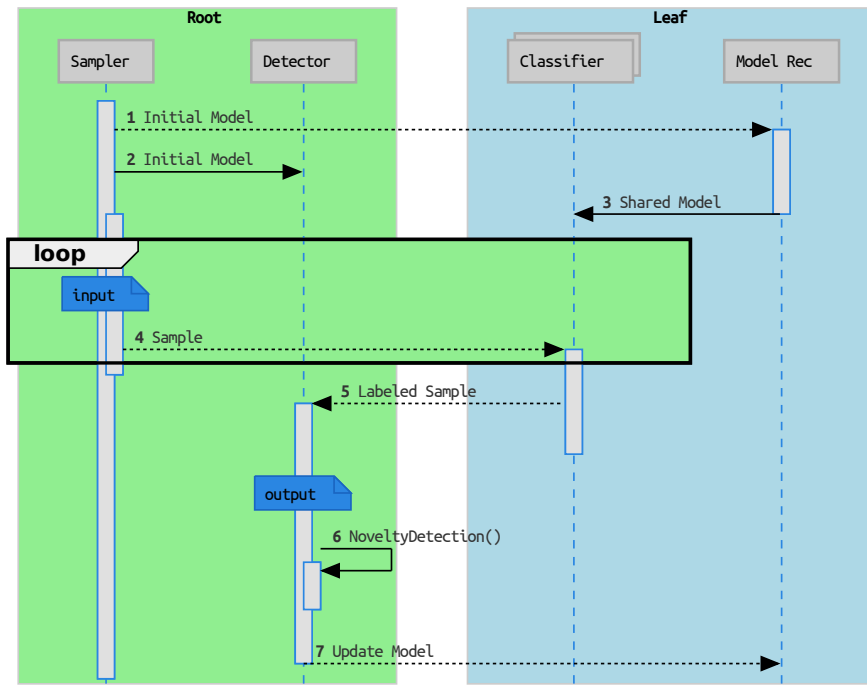 Root
Leaf
Sampler
Detector
Classifier
Model Rec
1 Initial Model
2 Initial Model
3 Shared Model
loop
input
4 Sample
5 Labeled Sample
output
6 NoveltyDetection()
7 Update Model